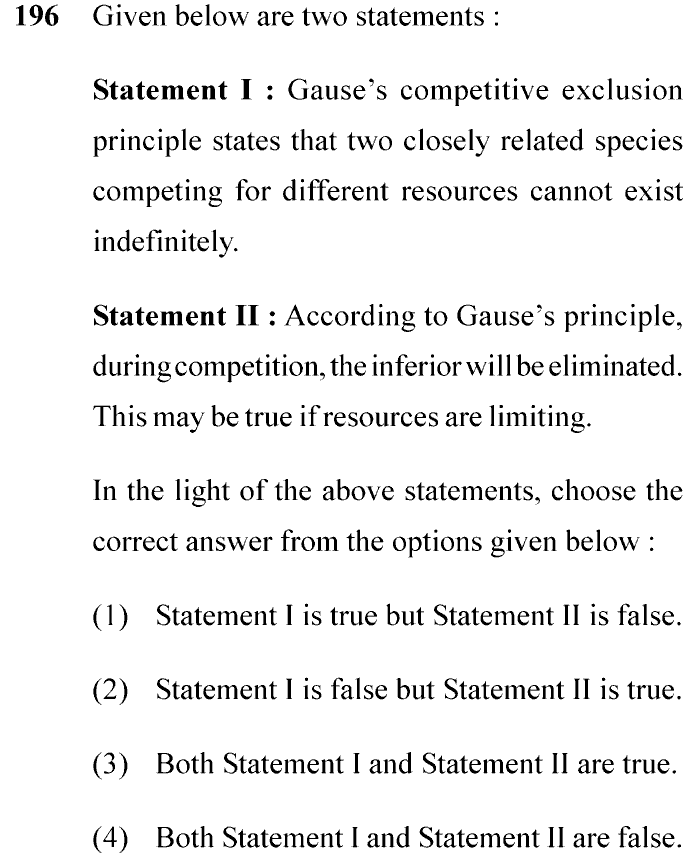 196 Given below are two statements :
Statement I : Gause's competitive exclusion
principle states that two closely related species
competing for different resources cannot exist
indefinitely.
Statement II : According to Gause's principle,
during competition, the inferior will be eliminated.
This may be true if resources are limiting.
In the light of the above statements, choose the
correct answer from the options given below :
(1) Statement I is true but Statement II is false.
(2) Statement I is false but Statement II is true.
(3) Both Statement I and Statement II are true.
(4) Both Statement I and Statement II are false.